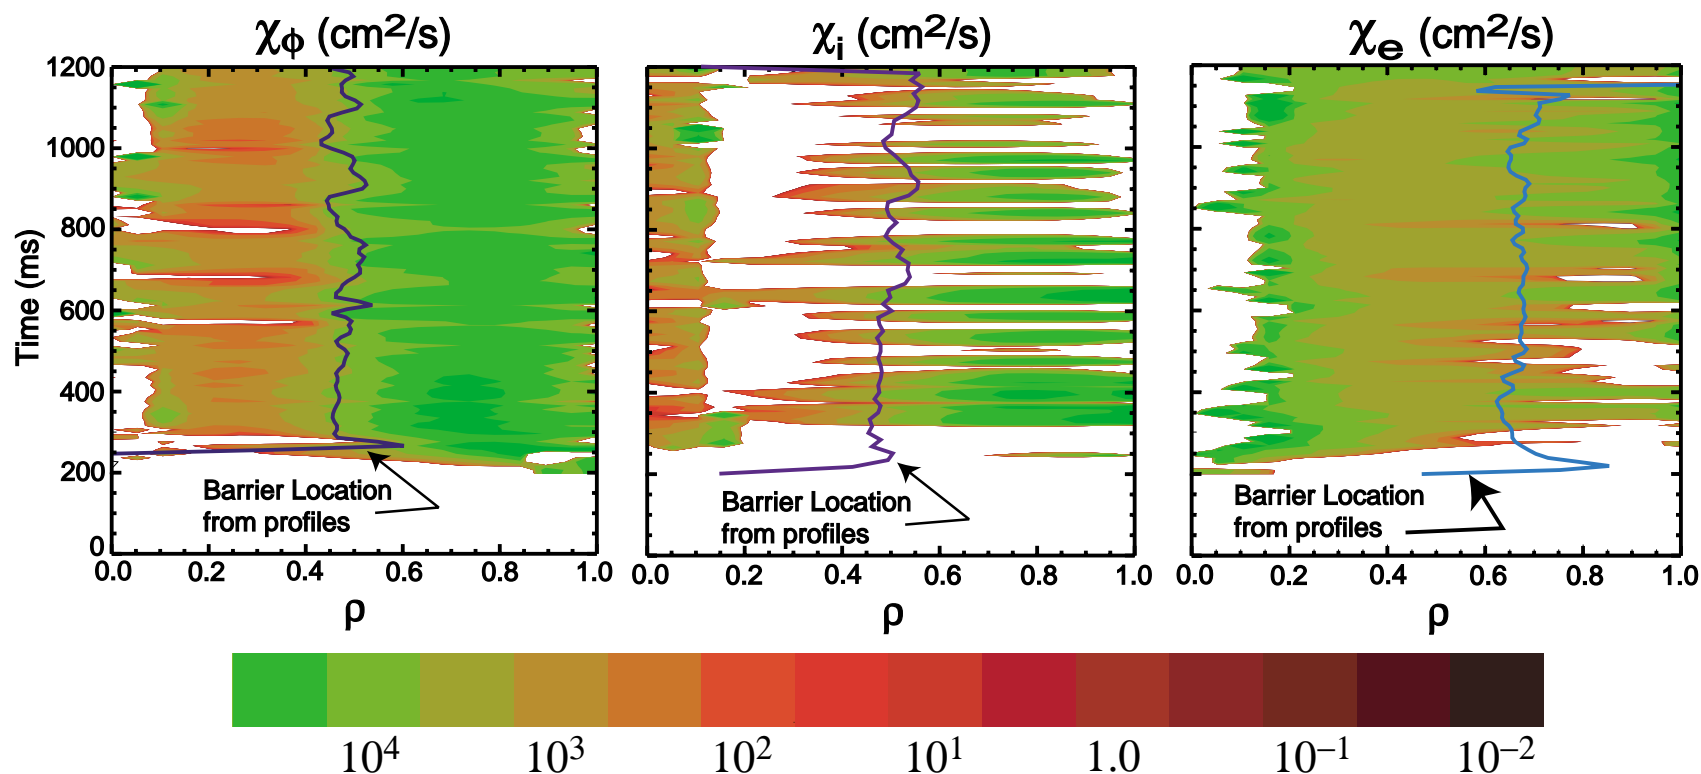 χϕ (cm2/s) χi (cm2/s) χe (cm2/s)
Time (ms)
1200
1000
800
600
400
200
0
Barrier Location
from profiles
Barrier Location
from profiles
Barrier Location
from profiles
0.0 0.2 0.4 0.6 0.8 1.0
0.0 0.2 0.4 0.6 0.8 1.0
0.0 0.2 0.4 0.6 0.8 1.0
ρ ρ ρ
10⁴ 10³ 10² 10¹ 1.0 10⁻¹ 10⁻²